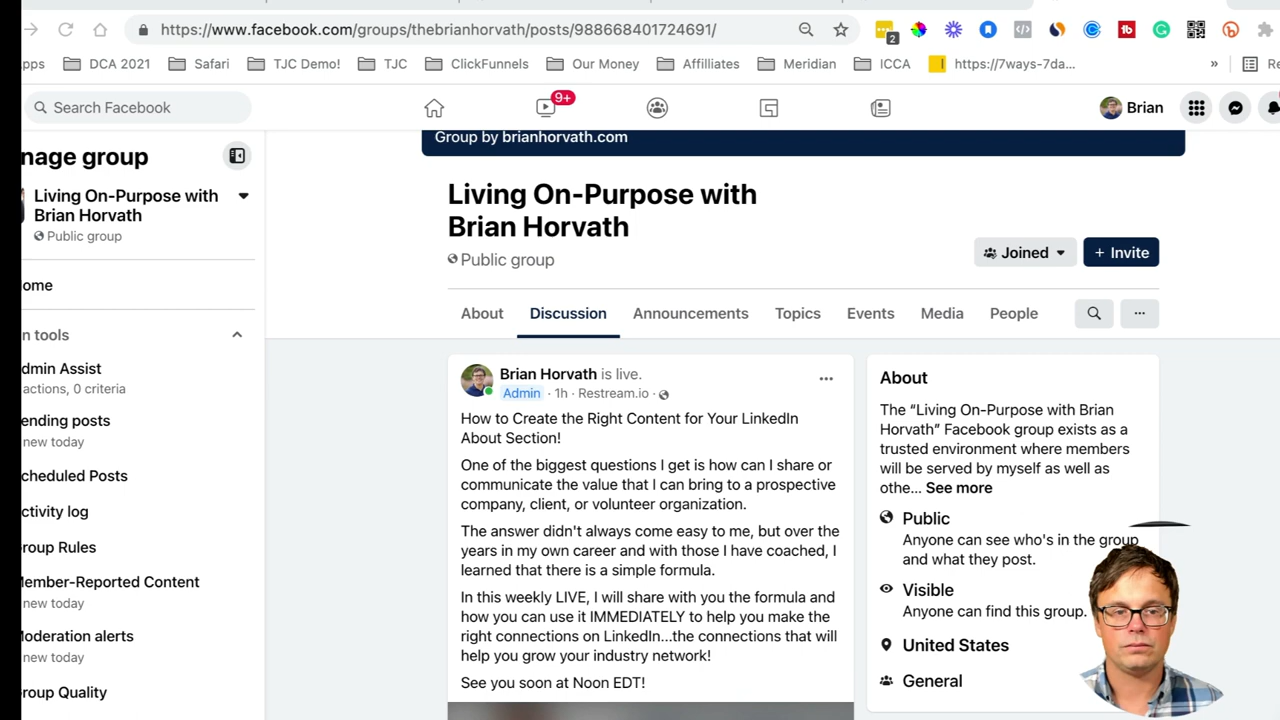 https://www.facebook.com/groups/thebrianhorvath/posts/988668401724691/
2
pps DCA 2021 Safari TJC Demo! TJC ClickFunnels Our Money Affiliates Meridian ICCA https://7ways-7da... » Re
Search Facebook
9+
Brian
nage group
Living On-Purpose with
Brian Horvath
Public group
ome
n tools
dmin Assist
actions, 0 criteria
ending posts
new today
cheduled Posts
ctivity log
roup Rules
Member-Reported Content
new today
Moderation alerts
new today
roup Quality
Group by brianhorvath.com
Living On-Purpose with
Brian Horvath
Public group
Joined
+ Invite
About Discussion Announcements Topics Events Media People
Brian Horvath is live.
Admin · 1h · Restream.io ·
How to Create the Right Content for Your LinkedIn
About Section!
One of the biggest questions I get is how can I share or
communicate the value that I can bring to a prospective
company, client, or volunteer organization.
The answer didn't always come easy to me, but over the
years in my own career and with those I have coached, I
learned that there is a simple formula.
In this weekly LIVE, I will share with you the formula and
how you can use it IMMEDIATELY to help you make the
right connections on LinkedIn...the connections that will
help you grow your industry network!
See you soon at Noon EDT!
About
The “Living On-Purpose with Brian
Horvath” Facebook group exists as a
trusted environment where members
will be served by myself as well as
othe... See more
Public
Anyone can see who's in the group
and what they post.
Visible
Anyone can find this group.
United States
General